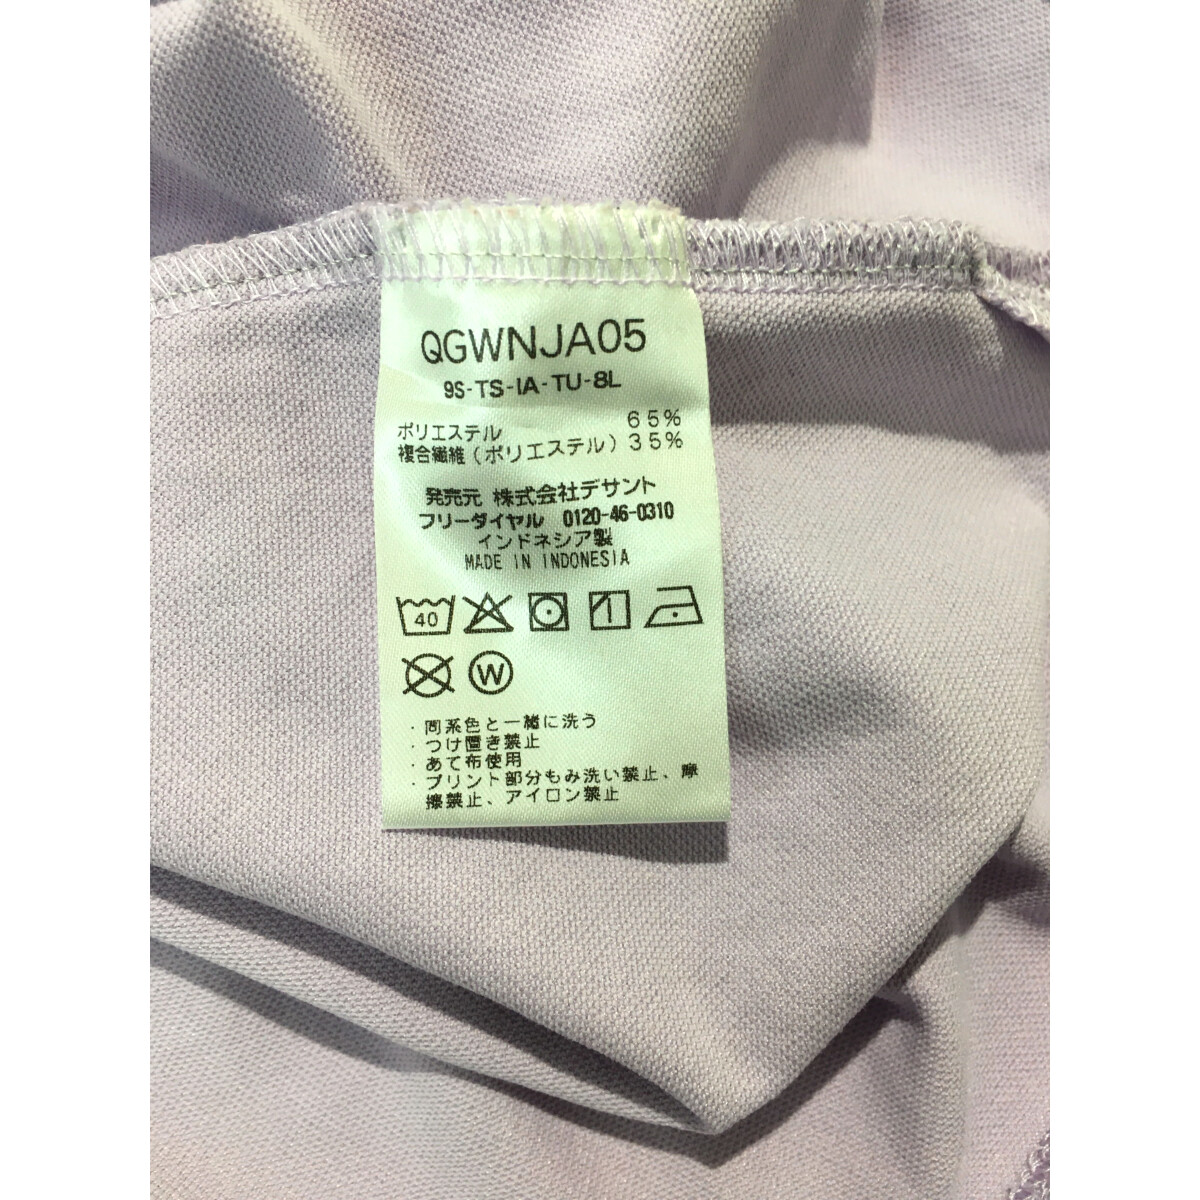 QGWNJA05
9S-TS-IA-TU-8L
ポリエステル 65%
複合繊維(ポリエステル)35%
発売元 株式会社デサント
フリーダイヤル 0120-46-0310
インドネシア製
MADE IN INDONESIA
40
W
・同系色と一緒に洗う
・つけ置き禁止
・あて布使用
・プリント部分もみ洗い禁止、摩
擦禁止、アイロン禁止